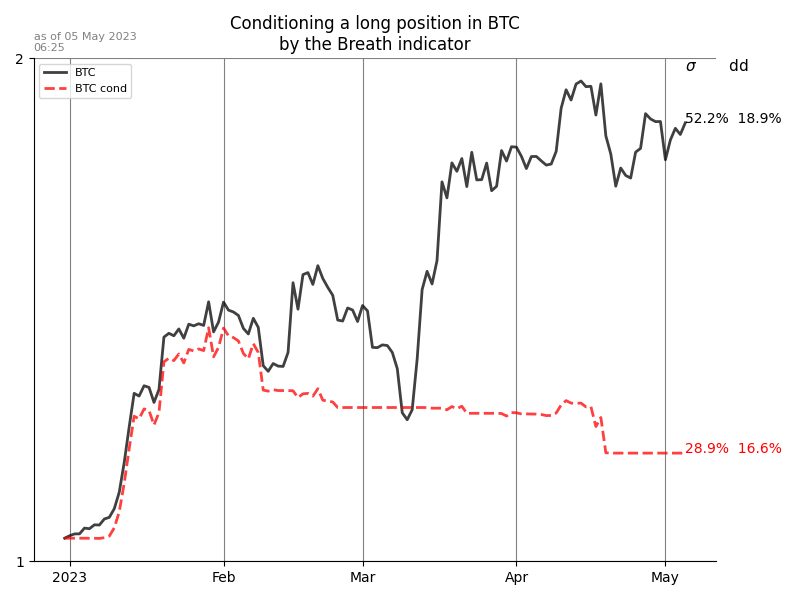 Conditioning a long position in BTC
by the Breath indicator
as of 05 May 2023
06:25
2
BTC
BTC cond
σ dd
52.2% 18.9%
28.9% 16.6%
1
2023 Feb Mar Apr May